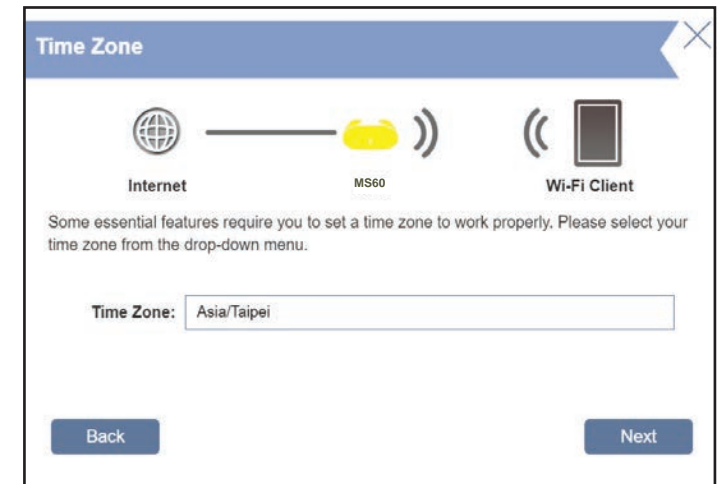 Time Zone
Internet
MS60
Wi-Fi Client
Some essential features require you to set a time zone to work properly. Please select your
time zone from the drop-down menu.
Time Zone: Asia/Taipei
Back
Next